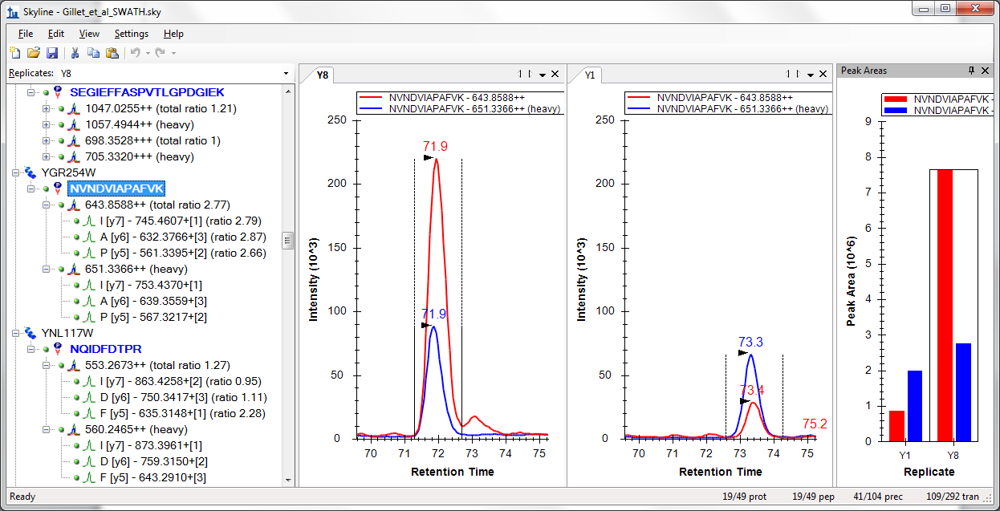 Skyline - Gillet_et_al_SWATH.sky
File Edit View Settings Help
Replicates: Y8
SEGIEFFASPVTLGPDGIEK
1047.0255++ (total ratio 1.21)
1057.4944++ (heavy)
698.3528+++ (total ratio 1)
705.3320+++ (heavy)
YGR254W
NVNDVIAPAFVK
643.8588++ (total ratio 2.77)
I [y7] - 745.4607+[1] (ratio 2.79)
A [y6] - 632.3766+[3] (ratio 2.87)
P [y5] - 561.3395+[2] (ratio 2.66)
651.3366++ (heavy)
I [y7] - 753.4370+[1]
A [y6] - 639.3559+[3]
P [y5] - 567.3217+[2]
YNL117W
NQIDFDTPR
553.2673++ (total ratio 1.27)
I [y7] - 863.4258+[2] (ratio 0.95)
D [y6] - 750.3417+[3] (ratio 1.11)
F [y5] - 635.3148+[1] (ratio 2.28)
560.2465++ (heavy)
I [y7] - 873.3961+[1]
D [y6] - 759.3150+[2]
F [y5] - 643.2910+[3]
Y8
NVNDVIAPAFVK - 643.8588++
NVNDVIAPAFVK - 651.3366++ (heavy)
250
200
150
100
50
0
71.9
71.9
Intensity (10^3)
70 71 72 73 74 75
Retention Time
Y1
NVNDVIAPAFVK - 643.8588++
NVNDVIAPAFVK - 651.3366++ (heavy)
250
200
150
100
50
0
73.3
73.4
75.2
Intensity (10^3)
70 71 72 73 74 75
Retention Time
Peak Areas
NVNDVIAPAFVK -
NVNDVIAPAFVK -
9
8
7
6
5
4
3
2
1
0
Peak Area (10^6)
Y1 Y8
Replicate
Ready
19/49 prot 19/49 pep 41/104 prec 109/292 tran